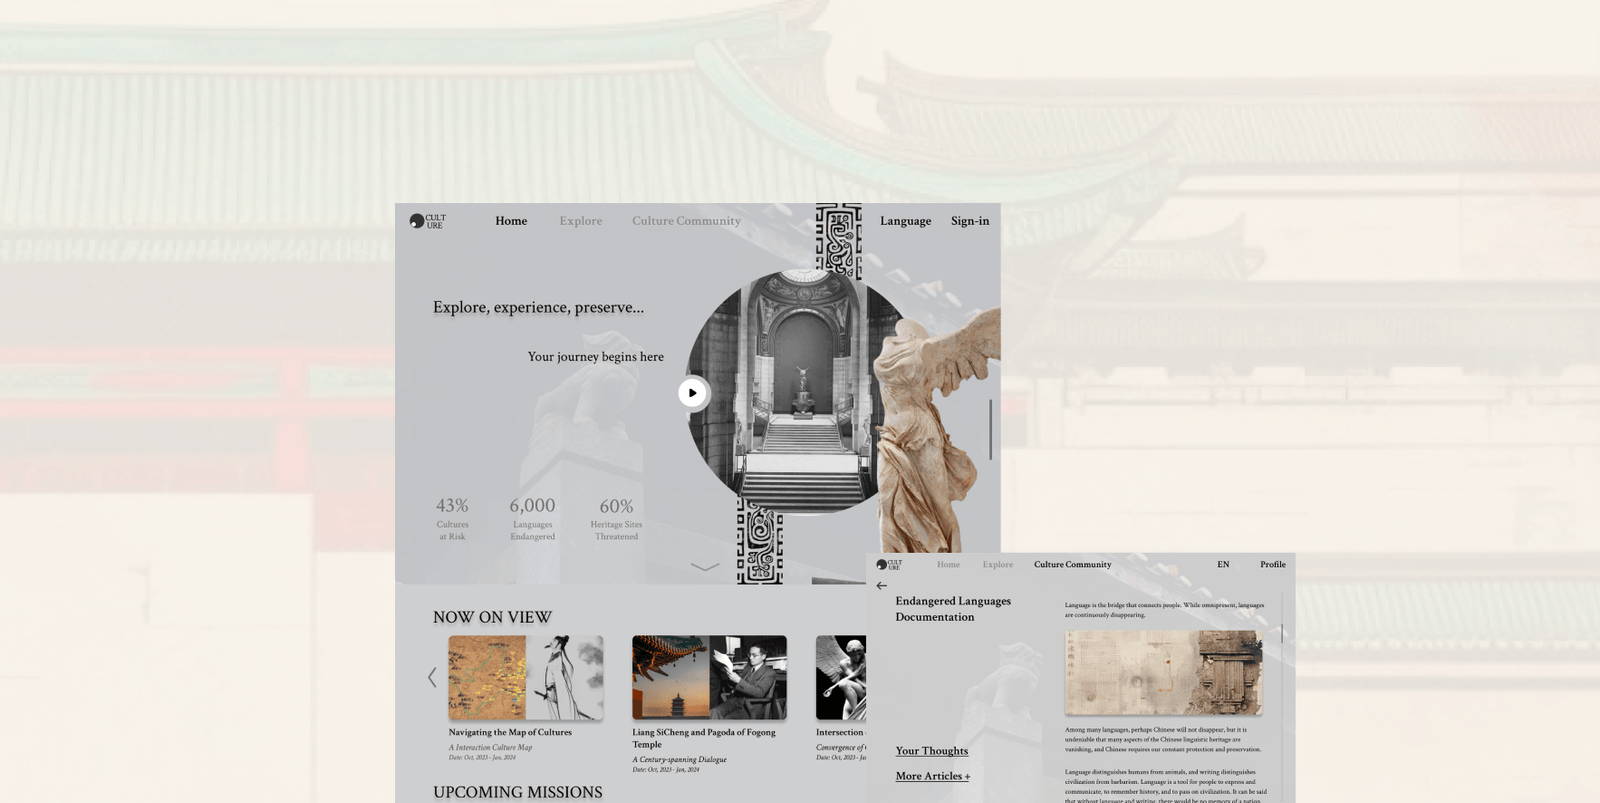 CULT
URE
Home
Explore
Culture Community
Language
Sign-in
Explore, experience, preserve...
Your journey begins here
43%
Cultures
at Risk
6,000
Languages
Endangered
60%
Heritage Sites
Threatened
NOW ON VIEW
Navigating the Map of Cultures
A Interaction Culture Map
Date: Oct, 2023 - Jan, 2024
Liang SiCheng and Pagoda of Fogong
Temple
A Century-spanning Dialogue
Date: Oct, 2023 - Jan, 2024
Intersection
Convergence of
Date: Oct, 2023 - Ja
UPCOMING MISSIONS
CULT
URE
Home
Explore
Culture Community
EN
Profile
Endangered Languages
Documentation
Your Thoughts
More Articles +
Language is the bridge that connects people. While omnipresent, languages
are continuously disappearing.
Among many languages, perhaps Chinese will not disappear, but it is
undeniable that many aspects of the Chinese linguistic heritage are
vanishing, and Chinese requires our constant protection and preservation.
Language distinguishes humans from animals, and writing distinguishes
civilization from barbarism. Language is a tool for people to express and
communicate, to remember history, and to pass on civilization. It can be said
that without language and writing, there would be no memory of a nation